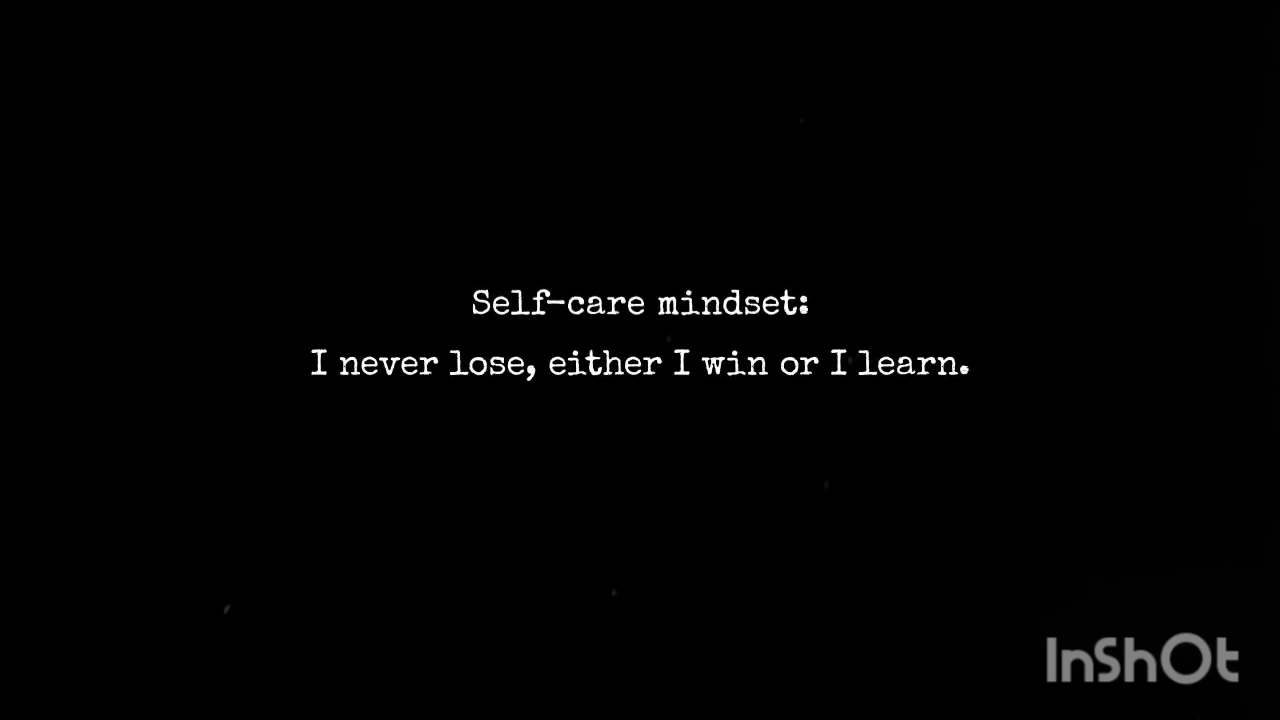 Self-care mindset:
I never lose, either I win or I learn.
InShOt